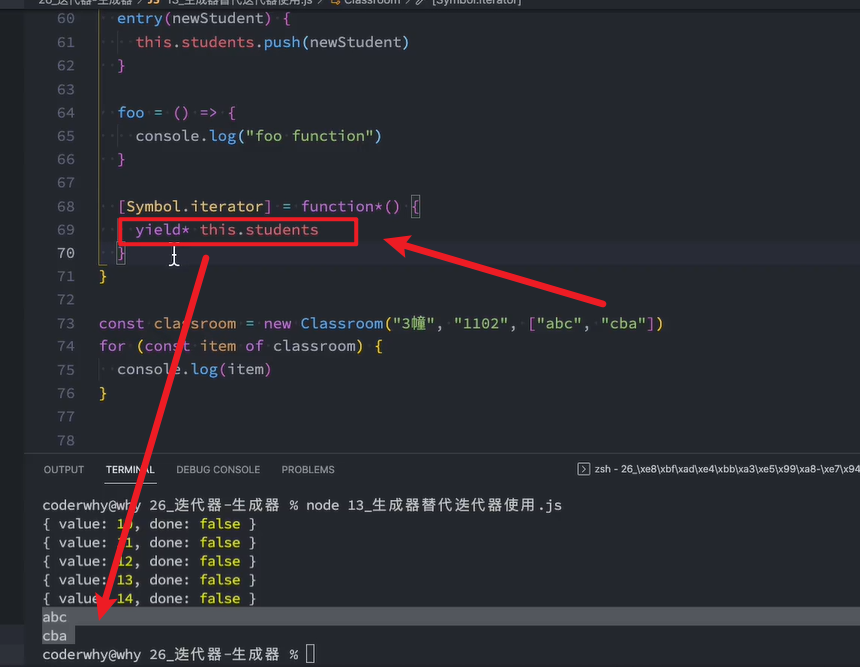 26_迭代器-生成器 > JS 13_生成器替代迭代器使用.js > Classroom > [Symbol.iterator]
60 entry(newStudent) {
61 this.students.push(newStudent)
62 }
63
64 foo = () => {
65 console.log("foo function")
66 }
67
68 [Symbol.iterator] = function*() {
69 yield* this.students
70 }
71 }
72
73 const classroom = new Classroom("3幢", "1102", ["abc", "cba"])
74 for (const item of classroom) {
75 console.log(item)
76 }
77
78
OUTPUT TERMINAL DEBUG CONSOLE PROBLEMS zsh - 26_\xe8\xbf\xad\xe4\xbb\xa3\xe5\x99\xa8-\xe7\x94
coderwhy@why 26_迭代器-生成器 % node 13_生成器替代迭代器使用.js
{ value: 10, done: false }
{ value: 11, done: false }
{ value: 12, done: false }
{ value: 13, done: false }
{ value: 14, done: false }
abc
cba
coderwhy@why 26_迭代器-生成器 %